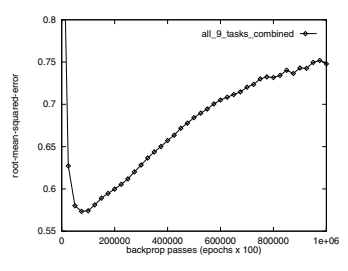 0.8
all_9_tasks_combined
0.75
0.7
0.65
0.6
0.55
root-mean-squared-error
0 200000 400000 600000 800000 1e+06
backprop passes (epochs x 100)